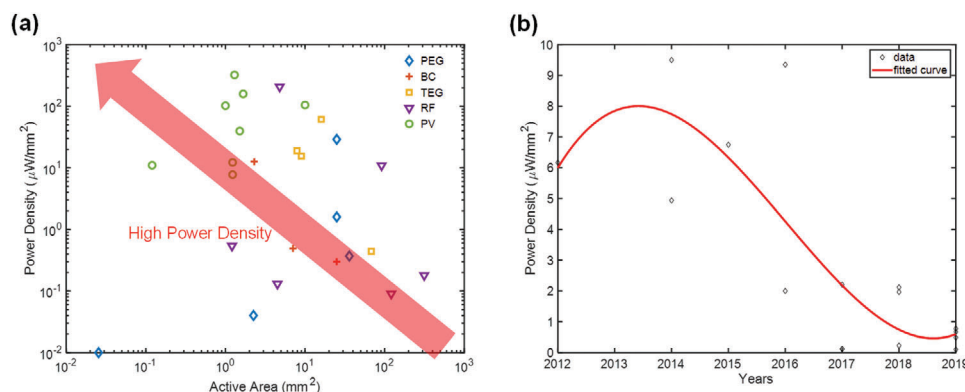 (a)
10^3
10^2
10^1
10^0
10^-1
10^-2
Power Density (μW/mm^2)
PEG
BC
TEG
RF
PV
High Power Density
10^-2 10^-1 10^0 10^1 10^2 10^3
Active Area (mm^2)
(b)
10
9
8
7
6
5
4
3
2
1
0
Power Density (μW/mm^2)
data
fitted curve
2012 2013 2014 2015 2016 2017 2018 2019
Years